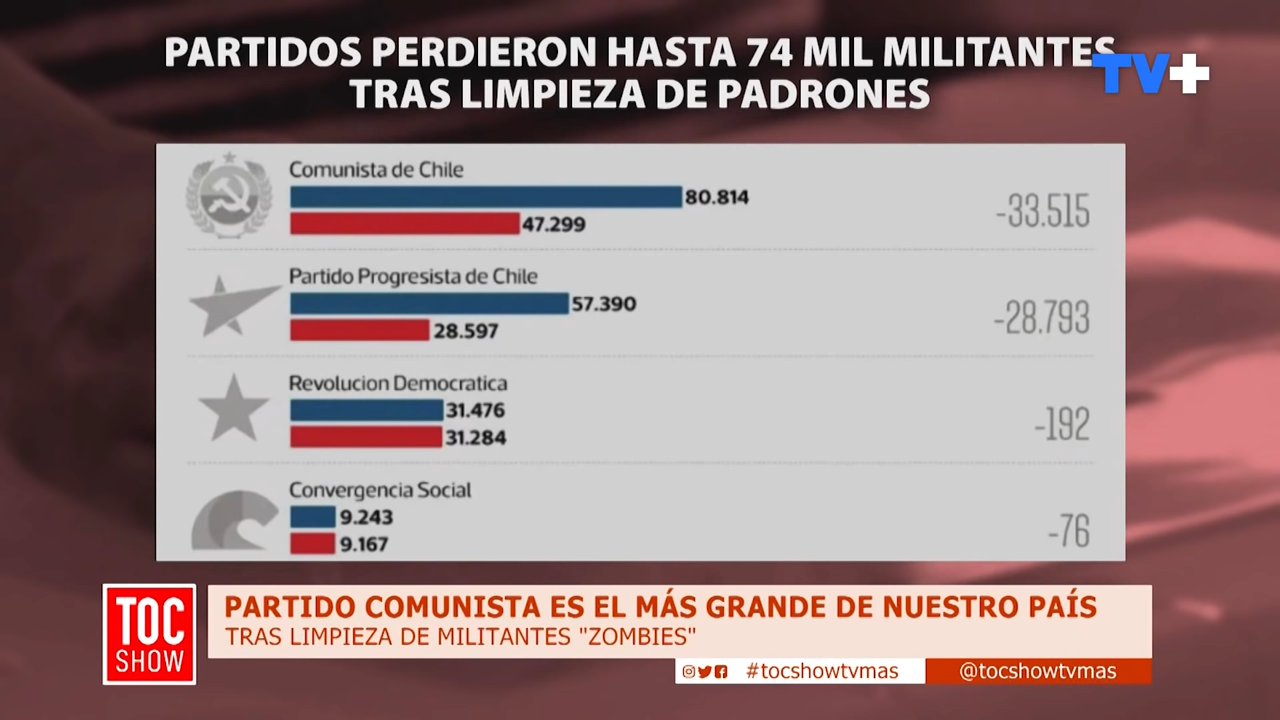 PARTIDOS PERDIERON HASTA 74 MIL MILITANTES
TRAS LIMPIEZA DE PADRONES
TV+
Comunista de Chile
80.814
47.299
-33.515
Partido Progresista de Chile
57.390
28.597
-28.793
Revolucion Democratica
31.476
31.284
-192
Convergencia Social
9.243
9.167
-76
TOC
SHOW
PARTIDO COMUNISTA ES EL MÁS GRANDE DE NUESTRO PAÍS
TRAS LIMPIEZA DE MILITANTES "ZOMBIES"
#tocshowtvmas
@tocshowtvmas